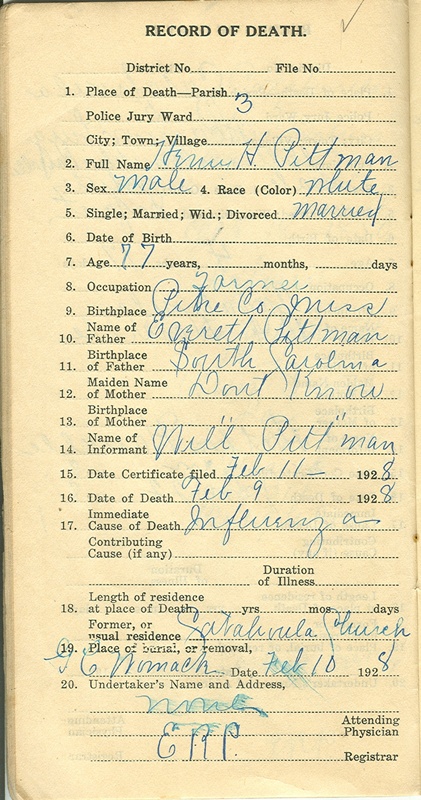 RECORD OF DEATH.
District No. File No.
1. Place of Death—Parish 3
Police Jury Ward
City; Town; Village
2. Full Name Henry H. Pittman
3. Sex Male 4. Race (Color) White
5. Single; Married; Wid.; Divorced Married
6. Date of Birth
7. Age 77 years, months, days
8. Occupation Farmer
9. Birthplace Pike Co Miss
10. Name of Father Everett Pittman
11. Birthplace of Father South Carolina
12. Maiden Name of Mother Dont Know
13. Birthplace of Mother " "
14. Name of Informant Will Pittman
15. Date Certificate filed Feb 11— 1928
16. Date of Death Feb 9 1928
17. Immediate Cause of Death Influenza
Contributing Cause (if any)
Duration of Illness
18. Length of residence at place of Death yrs. mos. days
Former, or usual residence Catahoula Church
19. Place of burial, or removal,
Womack Date Feb 10 1928
20. Undertaker's Name and Address,
none
Attending Physician
Registrar